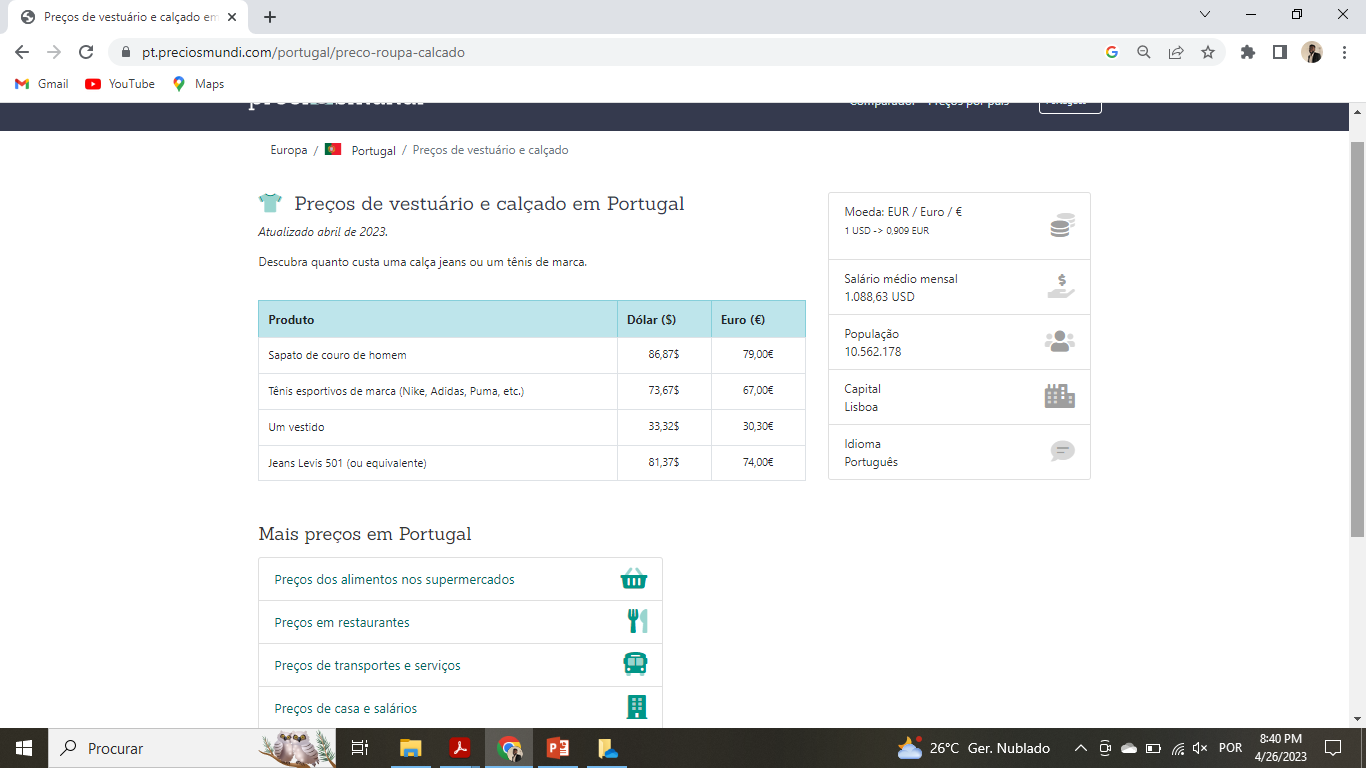 Preços de vestuário e calçado em
pt.preciosmundi.com/portugal/preco-roupa-calcado
Gmail
YouTube
Maps
Comparador
Preços por país
Português
Europa / Portugal / Preços de vestuário e calçado
Preços de vestuário e calçado em Portugal
Atualizado abril de 2023.
Descubra quanto custa uma calça jeans ou um tênis de marca.
Produto Dólar ($) Euro (€)
Sapato de couro de homem 86,87$ 79,00€
Tênis esportivos de marca (Nike, Adidas, Puma, etc.) 73,67$ 67,00€
Um vestido 33,32$ 30,30€
Jeans Levis 501 (ou equivalente) 81,37$ 74,00€
Moeda: EUR / Euro / €
1 USD -> 0,909 EUR
Salário médio mensal
1.088,63 USD
População
10.562.178
Capital
Lisboa
Idioma
Português
Mais preços em Portugal
Preços dos alimentos nos supermercados
Preços em restaurantes
Preços de transportes e serviços
Preços de casa e salários
Procurar
26°C Ger. Nublado
POR
8:40 PM
4/26/2023